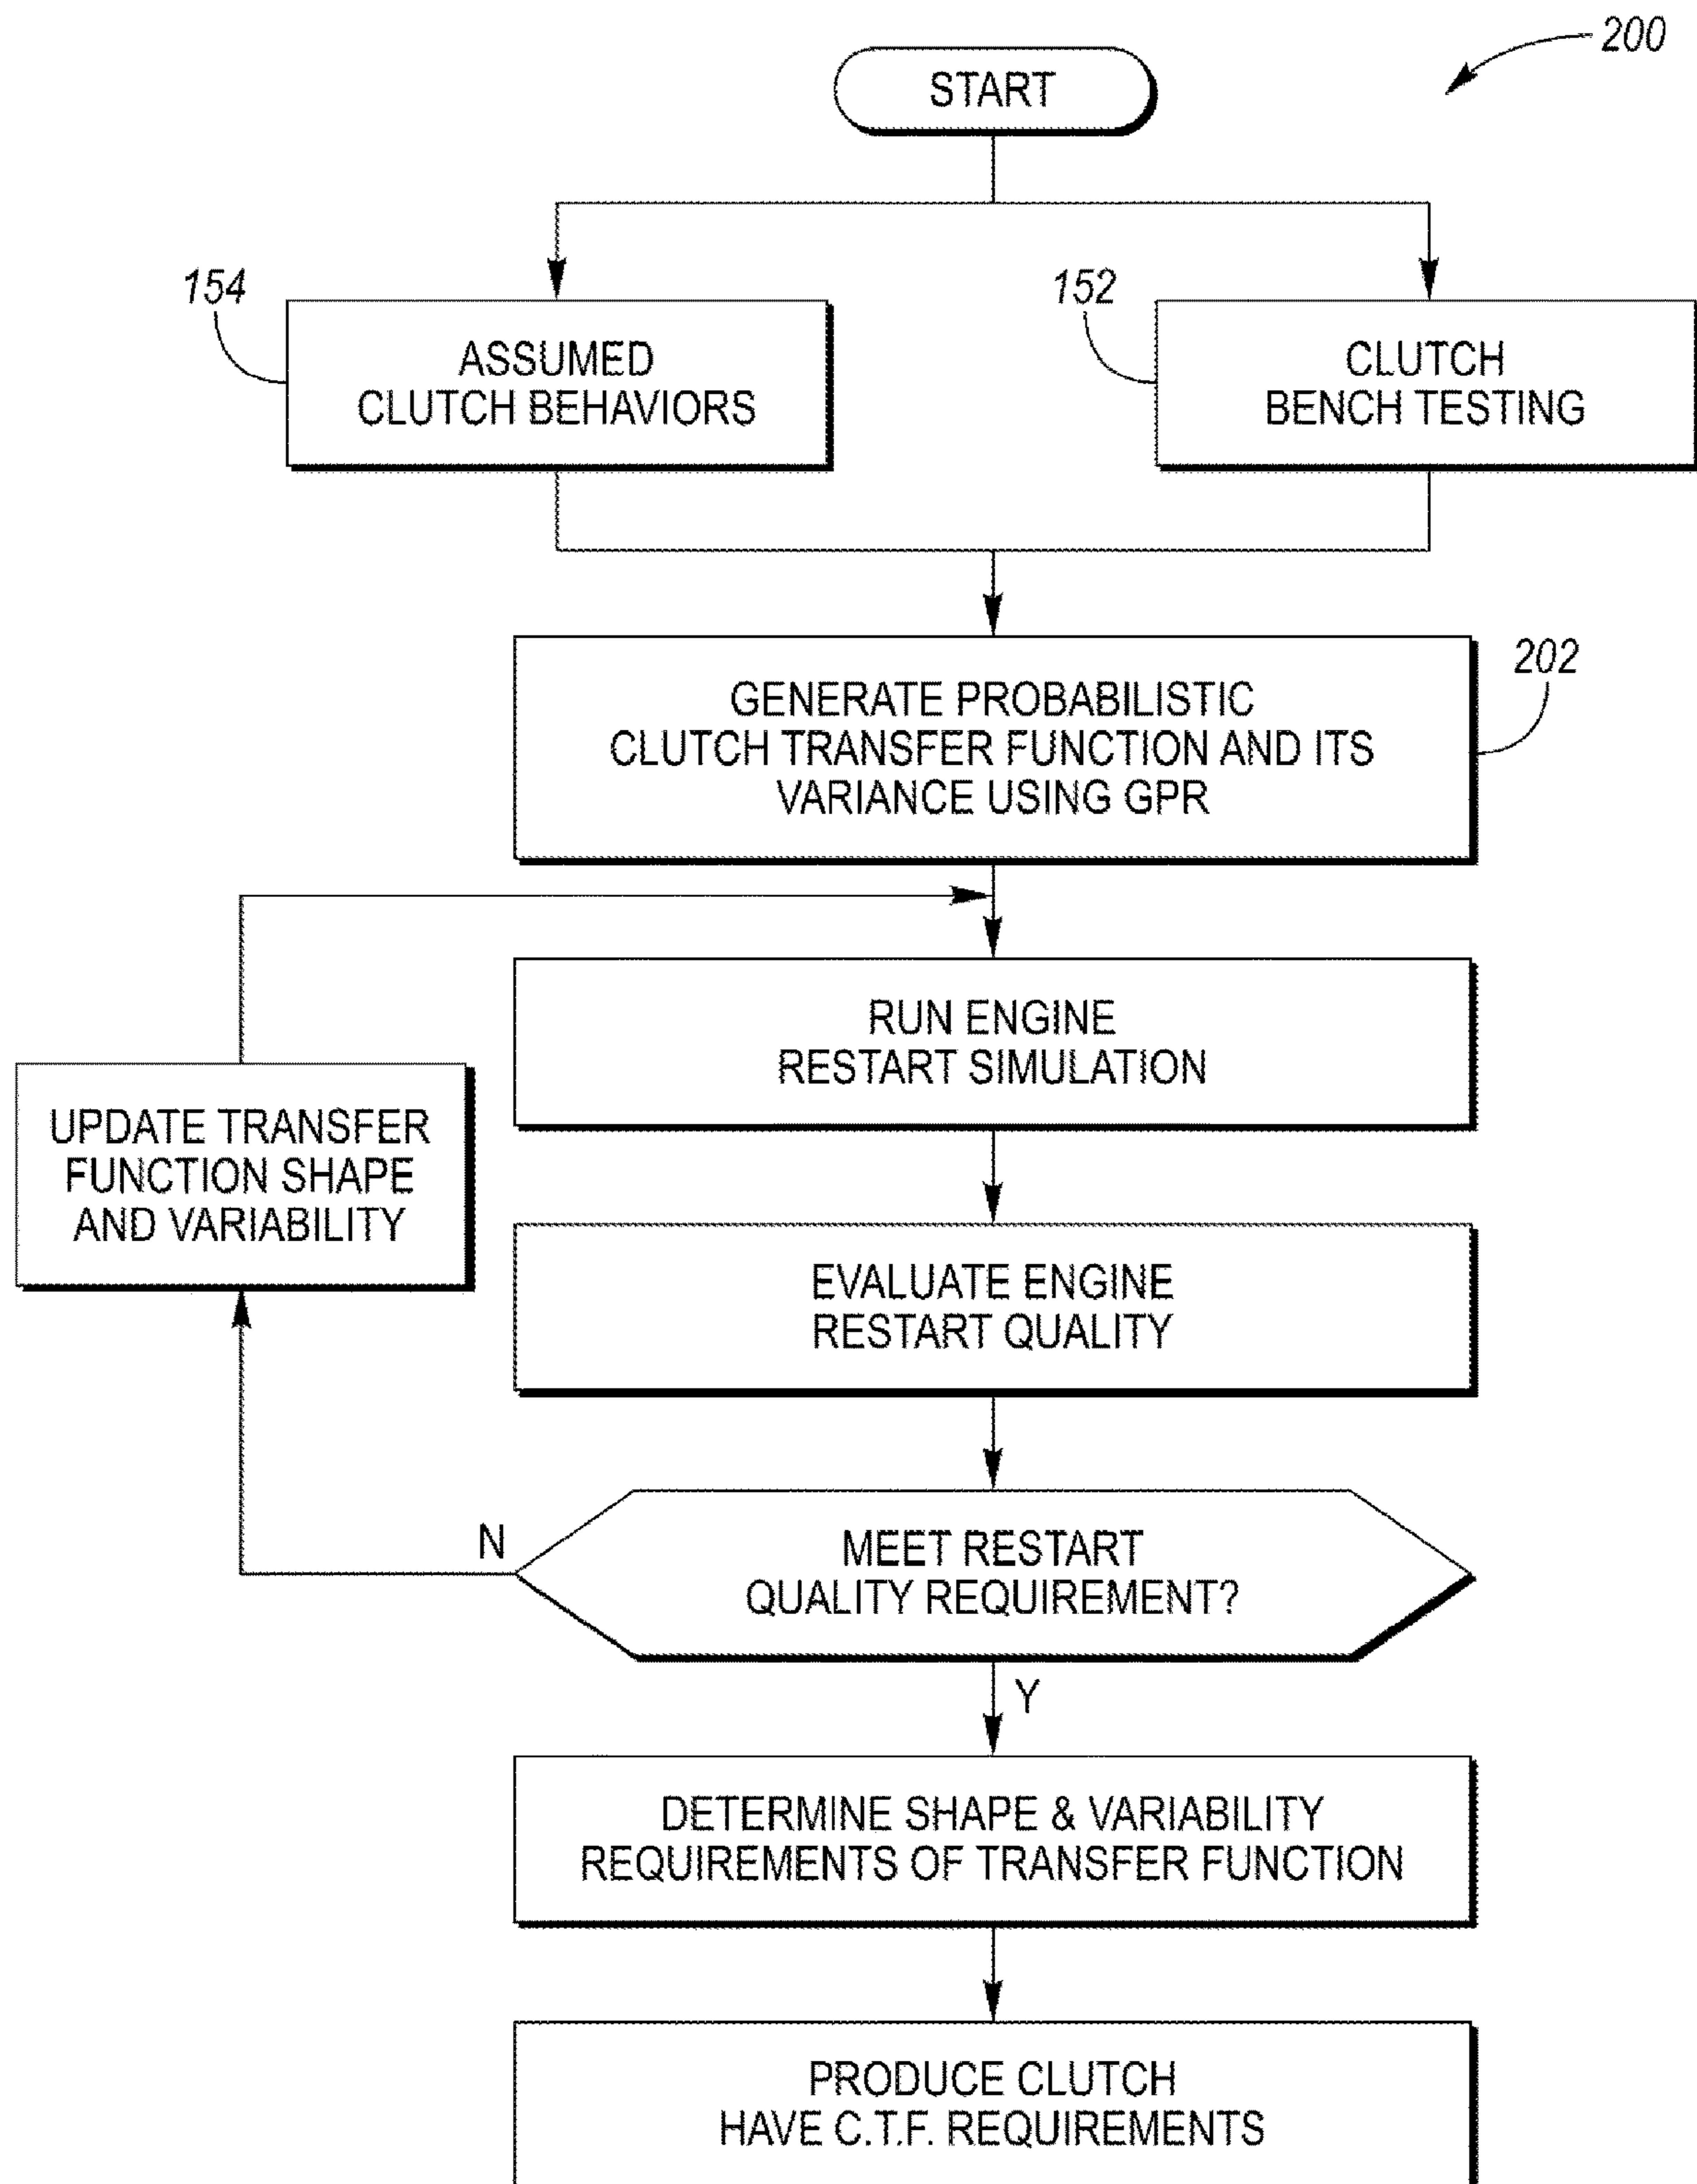 200
START
154
ASSUMED
CLUTCH BEHAVIORS
152
CLUTCH
BENCH TESTING
202
GENERATE PROBABILISTIC
CLUTCH TRANSFER FUNCTION AND ITS
VARIANCE USING GPR
RUN ENGINE
RESTART SIMULATION
UPDATE TRANSFER
FUNCTION SHAPE
AND VARIABILITY
EVALUATE ENGINE
RESTART QUALITY
N
MEET RESTART
QUALITY REQUIREMENT?
Y
DETERMINE SHAPE & VARIABILITY
REQUIREMENTS OF TRANSFER FUNCTION
PRODUCE CLUTCH
HAVE C.T.F. REQUIREMENTS